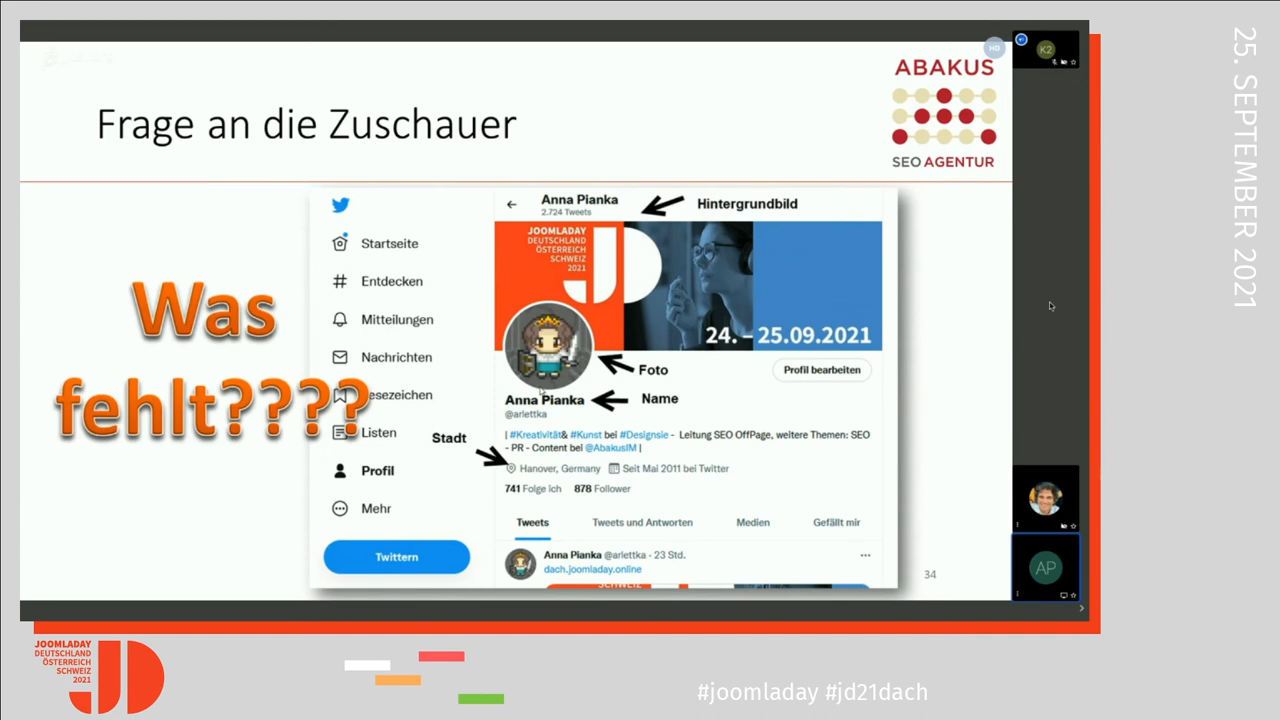 HD
K2
ABAKUS
SEO AGENTUR
Frage an die Zuschauer
25. SEPTEMBER 2021
Was
fehlt????
Startseite
Entdecken
Mitteilungen
Nachrichten
esezeichen
Listen
Profil
Mehr
Twittern
Anna Pianka
2.724 Tweets
Hintergrundbild
JOOMLADAY
DEUTSCHLAND
ÖSTERREICH
SCHWEIZ
2021
24. – 25.09.2021
Foto
Profil bearbeiten
Anna Pianka
Name
@arlettka
Stadt
| #Kreativität& #Kunst bei #Designsie - Leitung SEO OffPage, weitere Themen: SEO
- PR - Content bei @AbakusIM |
Hanover, Germany Seit Mai 2011 bei Twitter
741 Folge ich 878 Follower
Tweets Tweets und Antworten Medien Gefällt mir
Anna Pianka @arlettka · 23 Std.
dach.joomladay.online
SCHWEIZ
34
AP
JOOMLADAY
DEUTSCHLAND
ÖSTERREICH
SCHWEIZ
2021
#joomladay #jd21dach